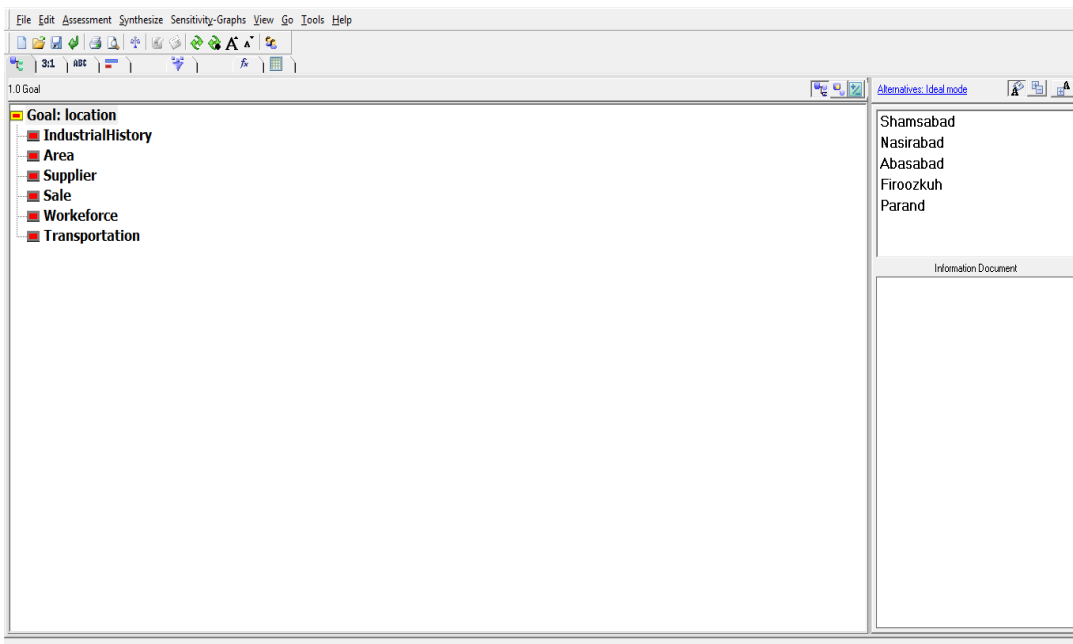 File Edit Assessment Synthesize Sensitivity-Graphs View Go Tools Help
A A
3:1 ABC fx
1.0 Goal
Alternatives: Ideal mode
A A
Goal: location
IndustrialHistory
Area
Supplier
Sale
Workeforce
Transportation
Shamsabad
Nasirabad
Abasabad
Firoozkuh
Parand
Information Document